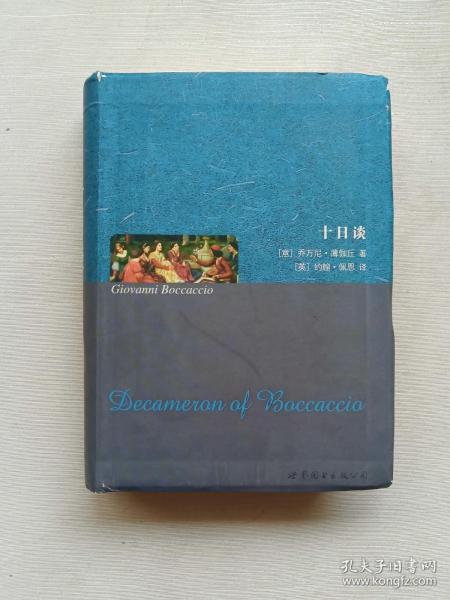 十日谈
[意] 乔万尼·薄伽丘 著
[英] 约翰·佩恩 译
Giovanni Boccaccio
Decameron of Boccaccio
世界图书出版公司
孔夫子旧书网
www.kongfz.com